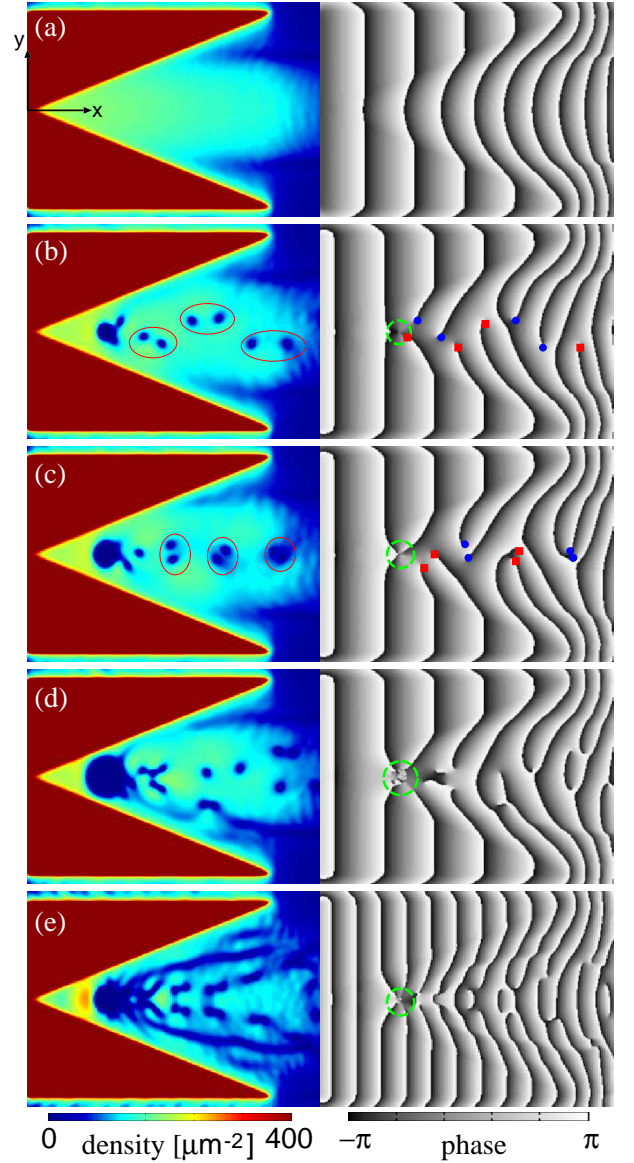 (a)
y
x
(b)
(c)
(d)
(e)
0 density [μm-2] 400
−π phase π